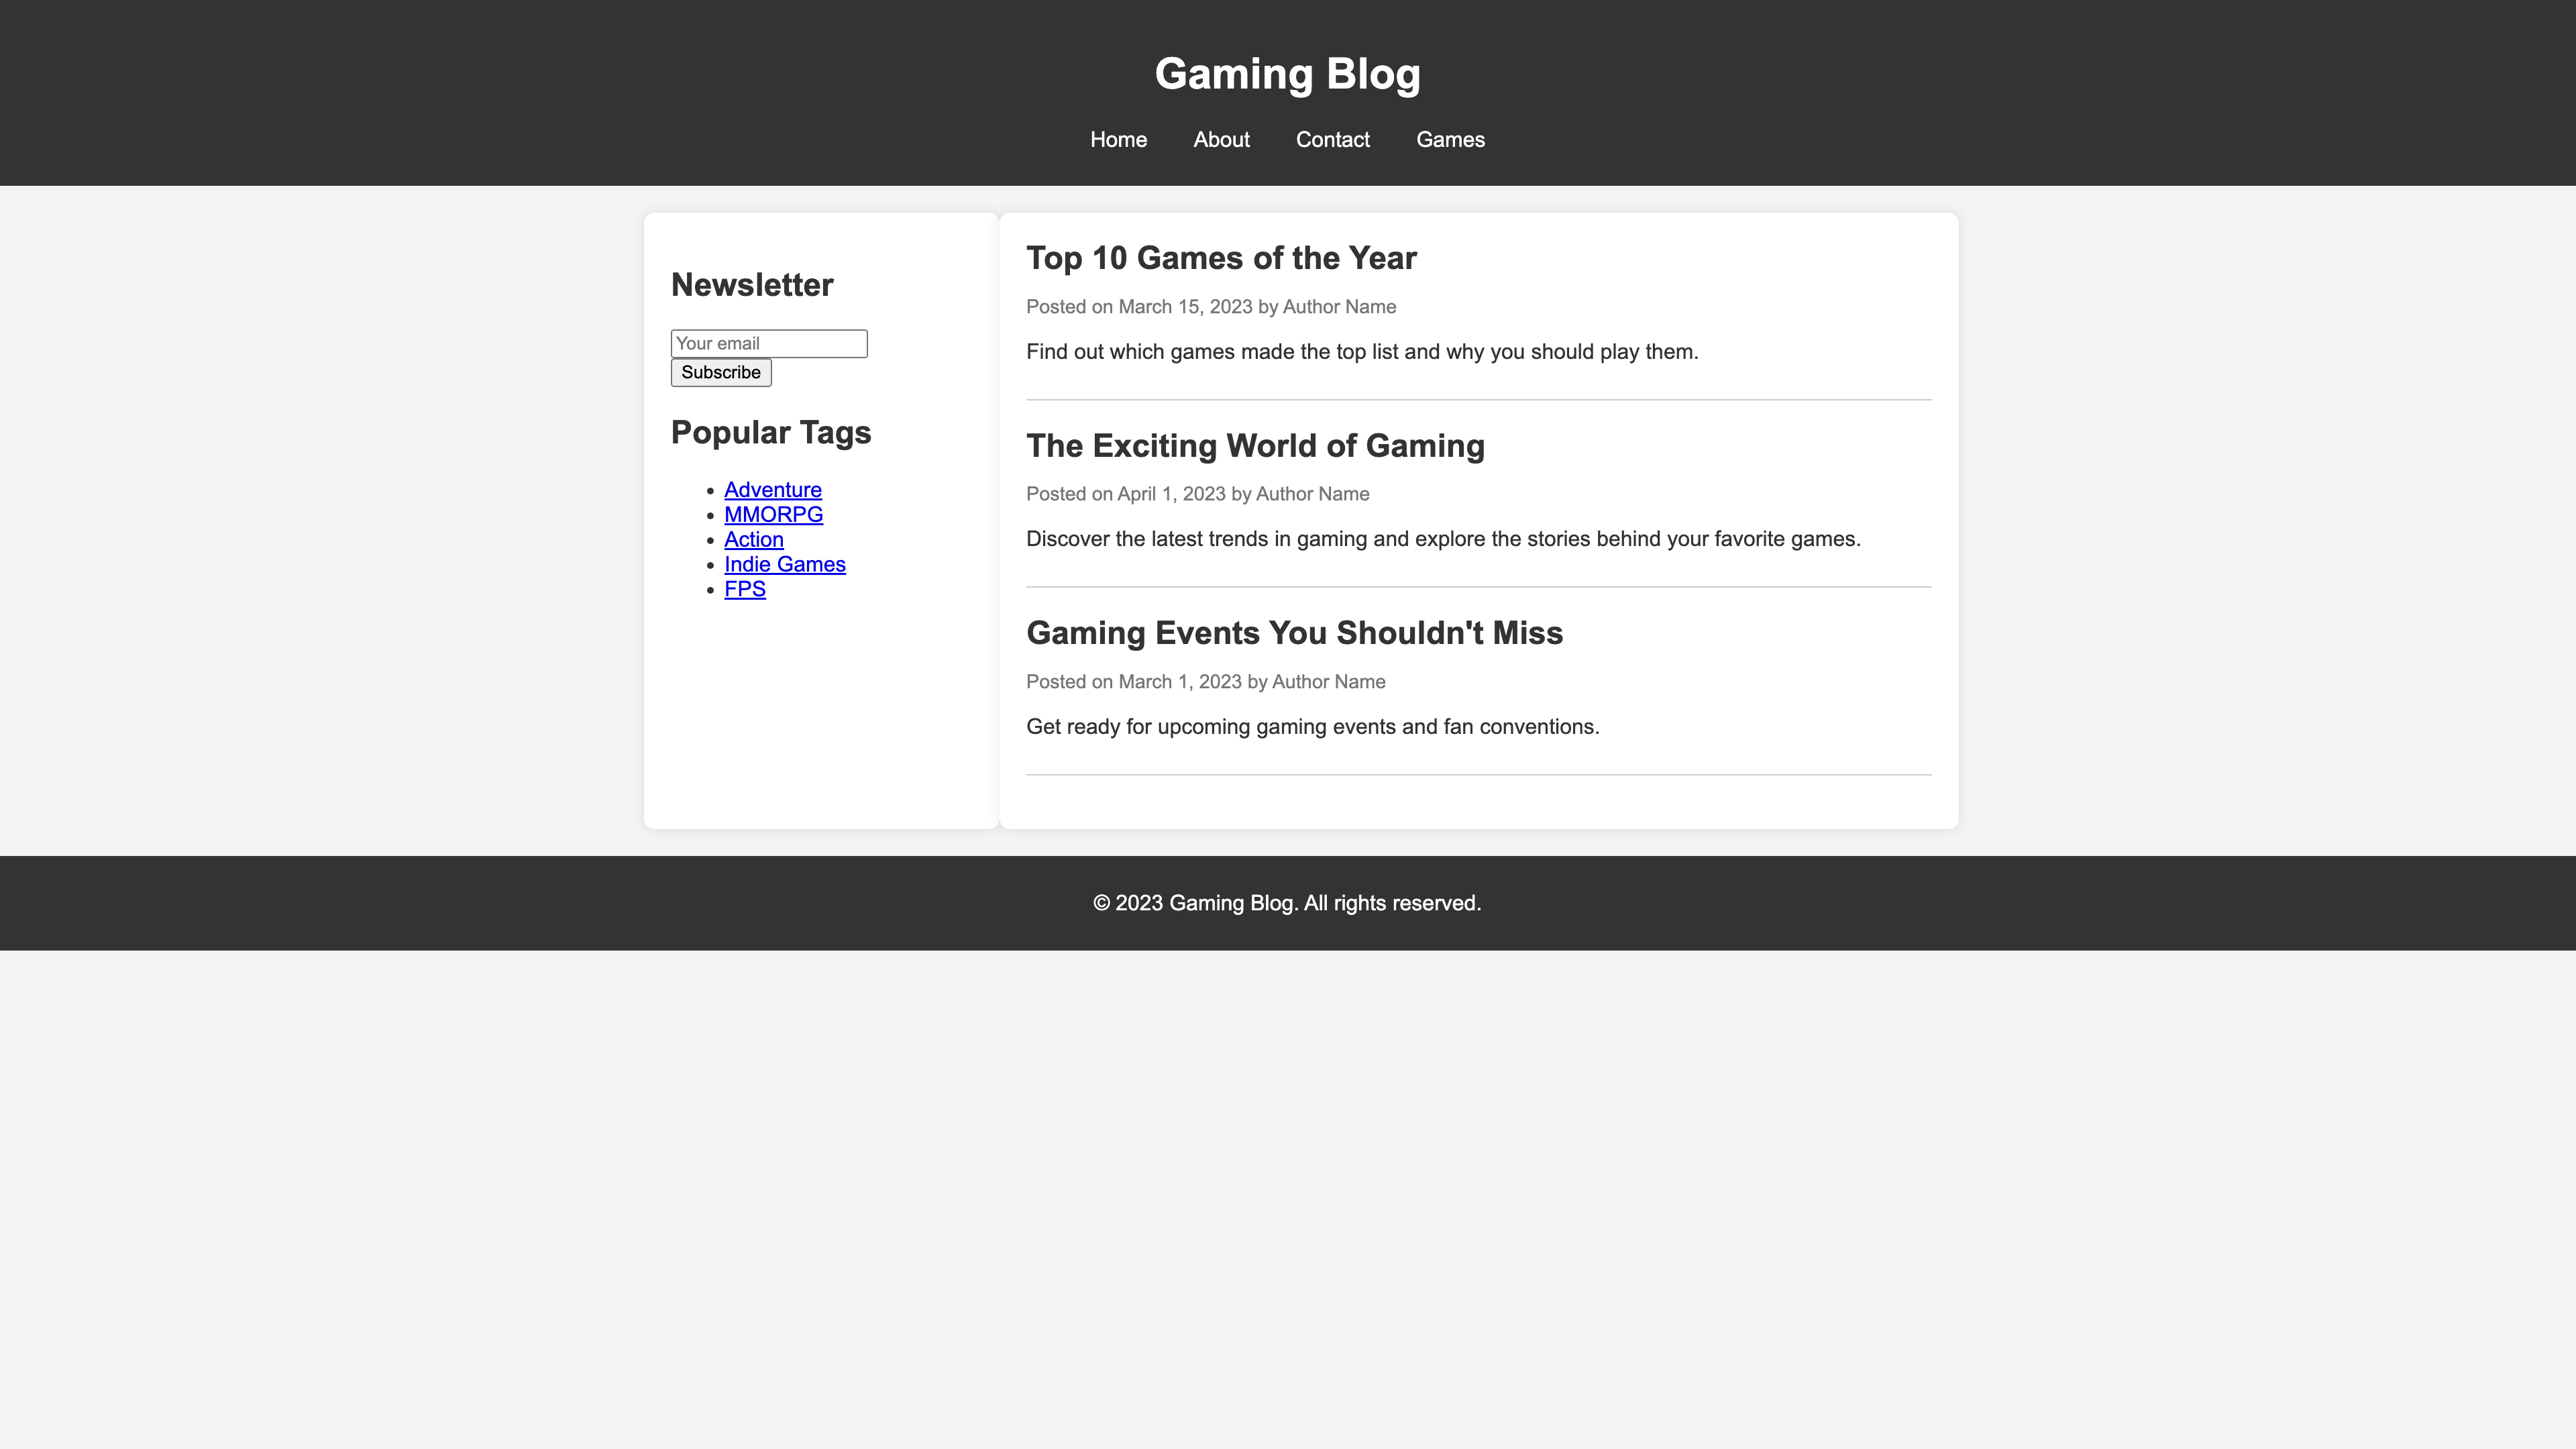 Gaming Blog
Home About Contact Games
Newsletter
Your email
Subscribe
Popular Tags
Adventure
MMORPG
Action
Indie Games
FPS
Top 10 Games of the Year
Posted on March 15, 2023 by Author Name
Find out which games made the top list and why you should play them.
The Exciting World of Gaming
Posted on April 1, 2023 by Author Name
Discover the latest trends in gaming and explore the stories behind your favorite games.
Gaming Events You Shouldn't Miss
Posted on March 1, 2023 by Author Name
Get ready for upcoming gaming events and fan conventions.
© 2023 Gaming Blog. All rights reserved.